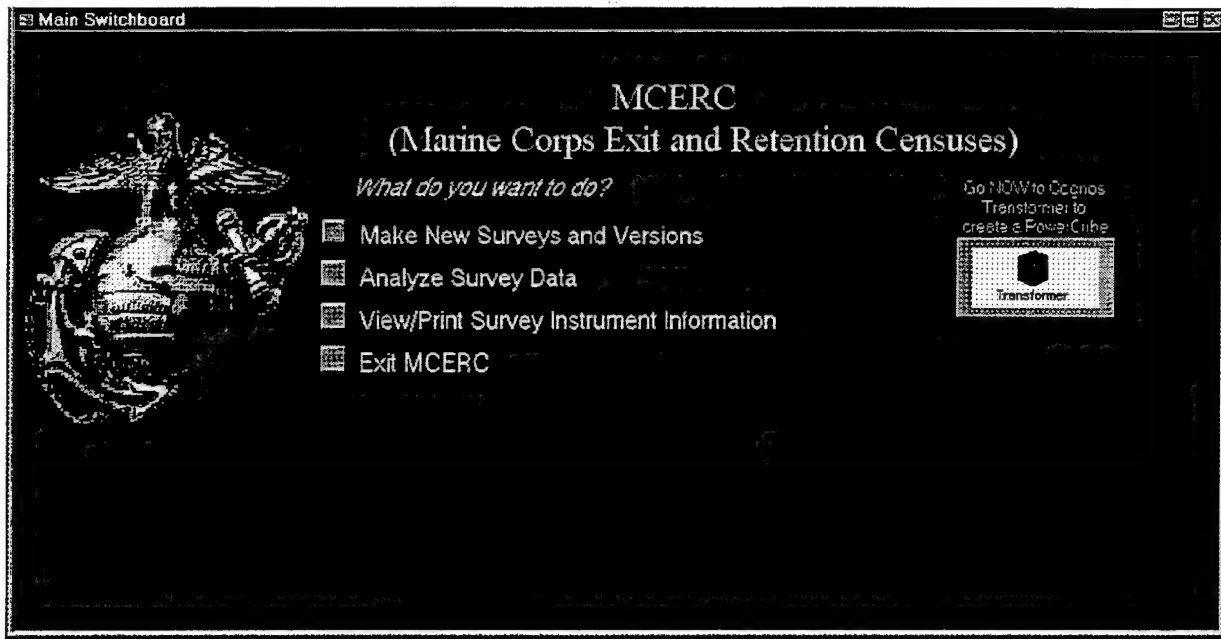 Main Switchboard
MCERC
(Marine Corps Exit and Retention Censuses)
What do you want to do?
Go NOW to Cognos
Transformer to
create a PowerCube
Make New Surveys and Versions
Analyze Survey Data
Transformer
View/Print Survey Instrument Information
Exit MCERC